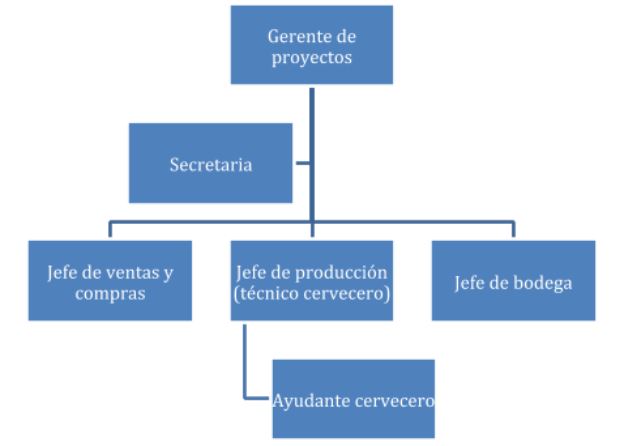 Gerente de
proyectos
Secretaria
Jefe de ventas y
compras
Jefe de producción
(técnico cervecero)
Jefe de bodega
Ayudante cervecero